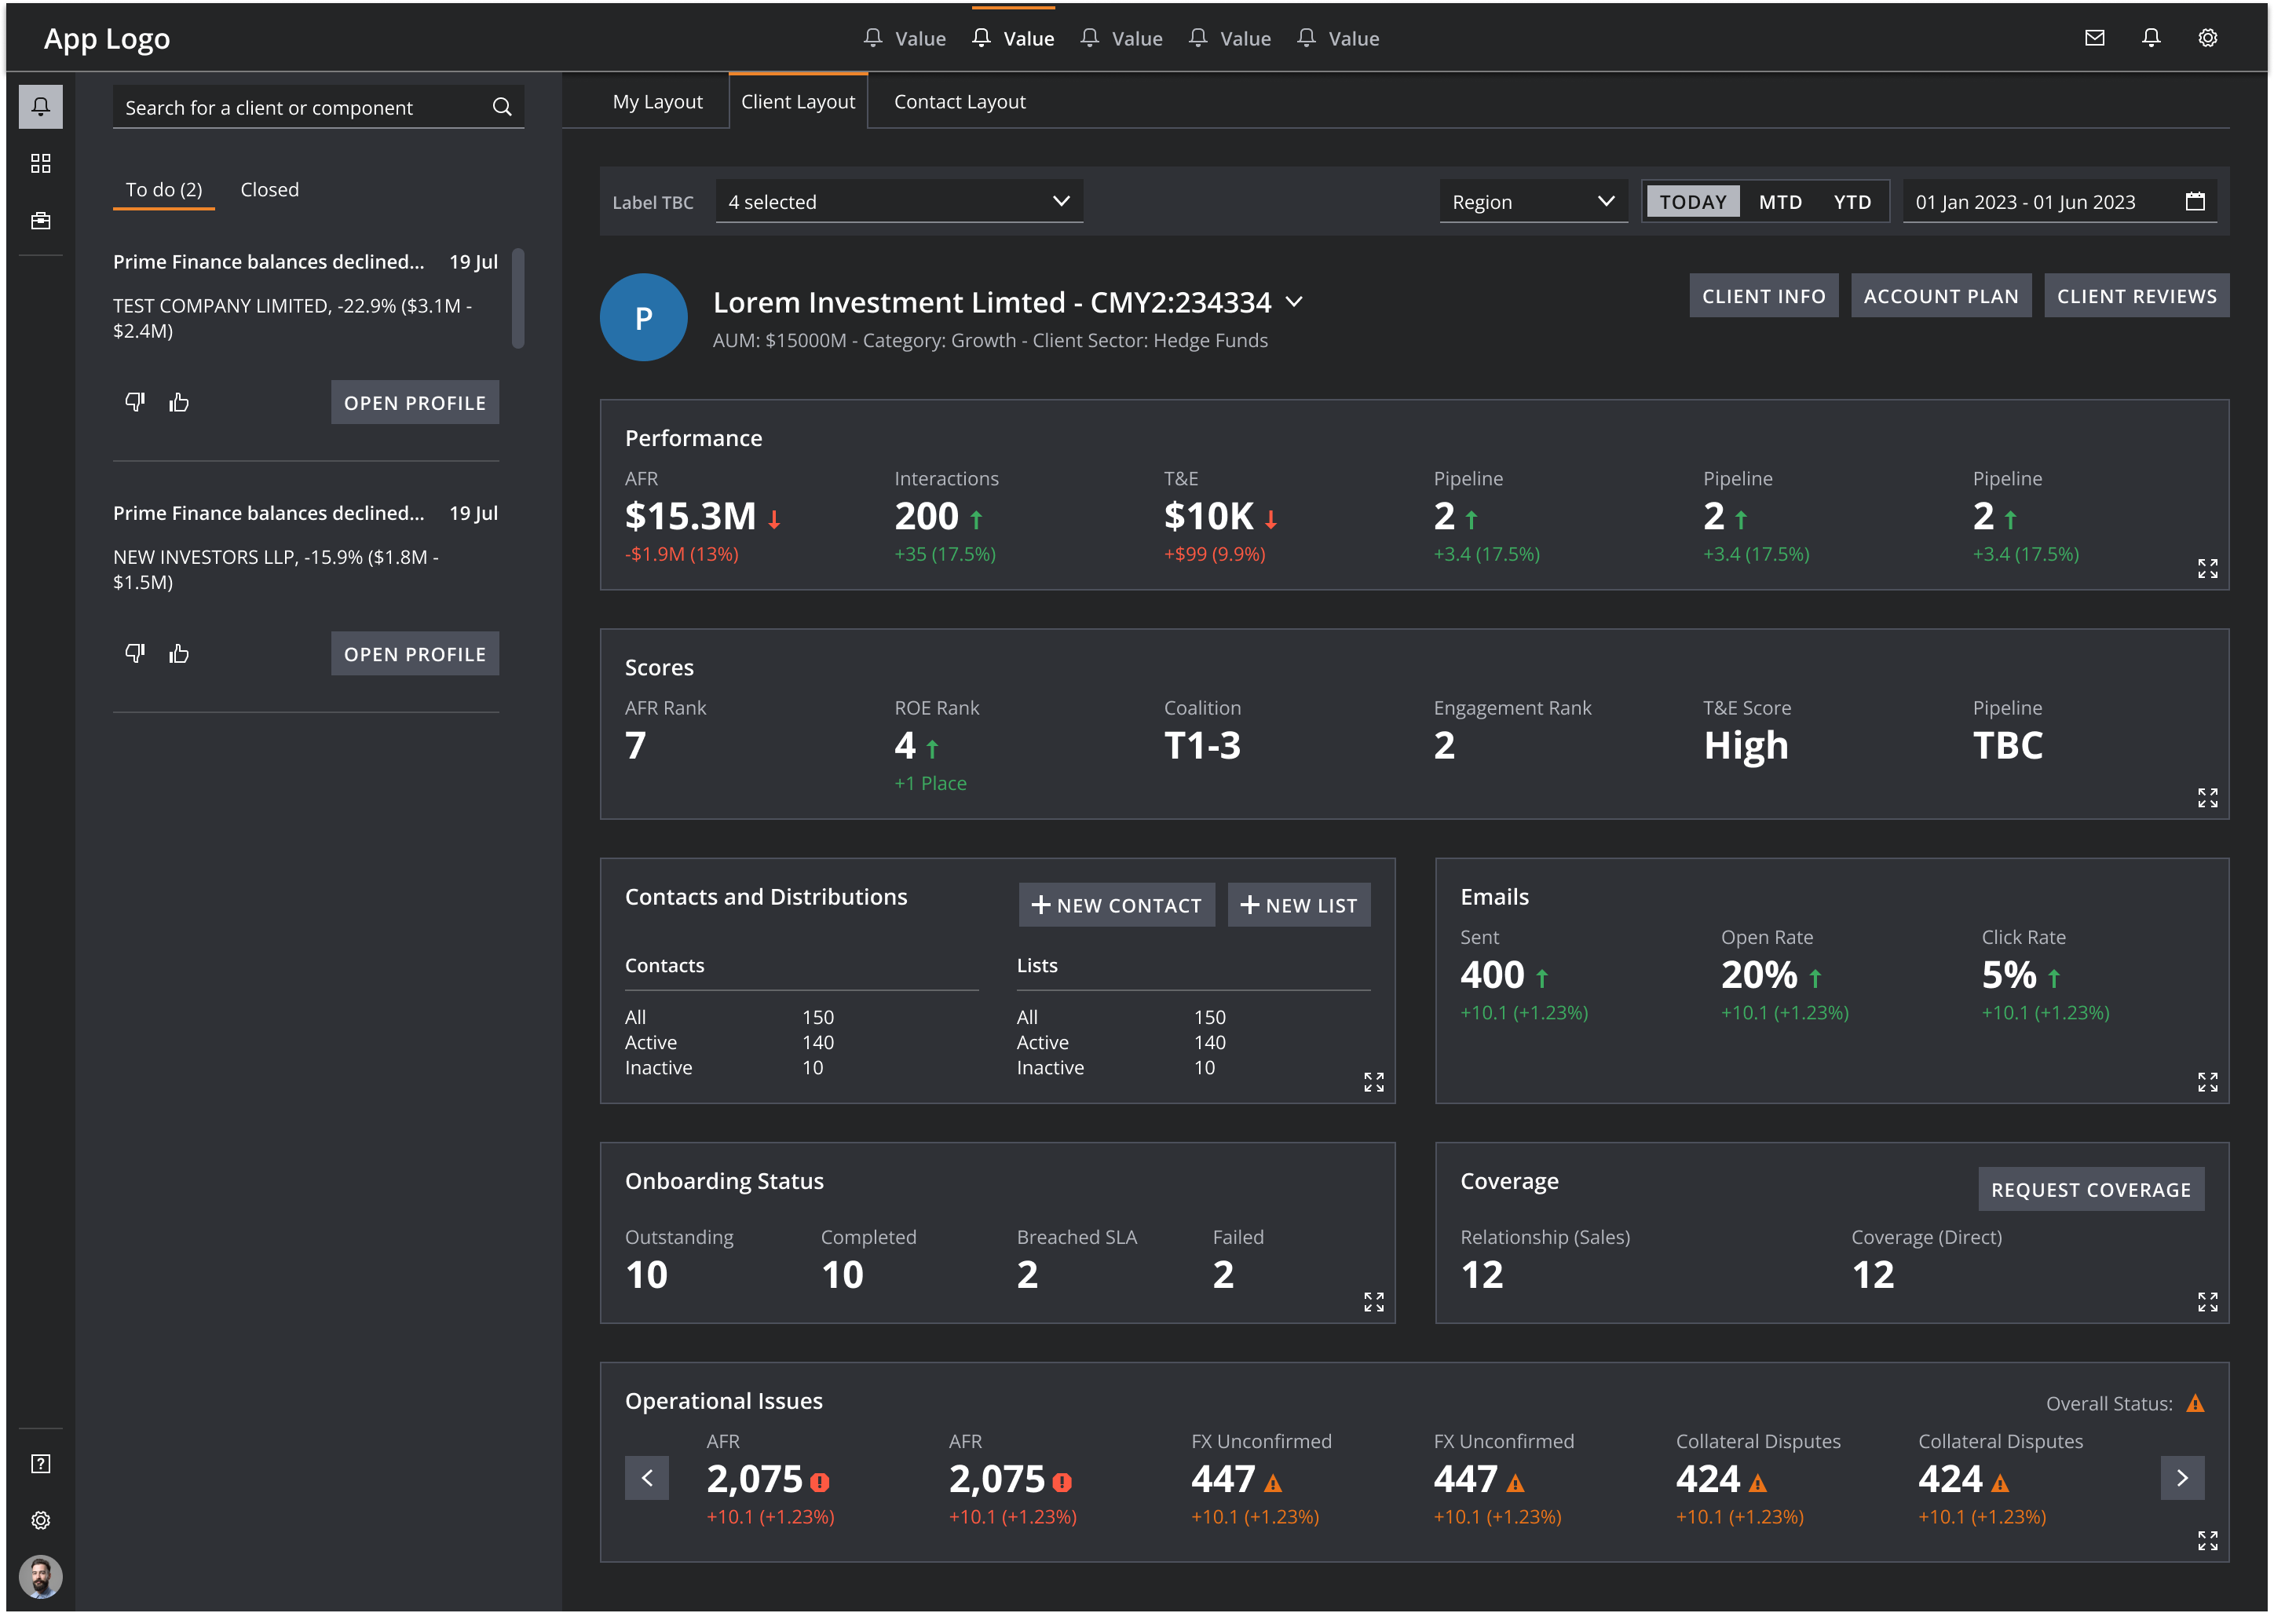 App Logo
Value
Value
Value
Value
Value
Search for a client or component
To do (2)
Closed
Prime Finance balances declined...
19 Jul
TEST COMPANY LIMITED, -22.9% ($3.1M -
$2.4M)
OPEN PROFILE
Prime Finance balances declined...
19 Jul
NEW INVESTORS LLP, -15.9% ($1.8M -
$1.5M)
OPEN PROFILE
My Layout
Client Layout
Contact Layout
Label TBC
4 selected
Region
TODAY
MTD
YTD
01 Jan 2023 - 01 Jun 2023
P
Lorem Investment Limted - CMY2:234334
AUM: $15000M - Category: Growth - Client Sector: Hedge Funds
CLIENT INFO
ACCOUNT PLAN
CLIENT REVIEWS
Performance
AFR
$15.3M
-$1.9M (13%)
Interactions
200
+35 (17.5%)
T&E
$10K
+$99 (9.9%)
Pipeline
2
+3.4 (17.5%)
Pipeline
2
+3.4 (17.5%)
Pipeline
2
+3.4 (17.5%)
Scores
AFR Rank
7
ROE Rank
4
+1 Place
Coalition
T1-3
Engagement Rank
2
T&E Score
High
Pipeline
TBC
Contacts and Distributions
NEW CONTACT
NEW LIST
Contacts
All 150
Active 140
Inactive 10
Lists
All 150
Active 140
Inactive 10
Emails
Sent
400
+10.1 (+1.23%)
Open Rate
20%
+10.1 (+1.23%)
Click Rate
5%
+10.1 (+1.23%)
Onboarding Status
Outstanding
10
Completed
10
Breached SLA
2
Failed
2
Coverage
REQUEST COVERAGE
Relationship (Sales)
12
Coverage (Direct)
12
Operational Issues
Overall Status:
AFR
2,075
+10.1 (+1.23%)
AFR
2,075
+10.1 (+1.23%)
FX Unconfirmed
447
+10.1 (+1.23%)
FX Unconfirmed
447
+10.1 (+1.23%)
Collateral Disputes
424
+10.1 (+1.23%)
Collateral Disputes
424
+10.1 (+1.23%)